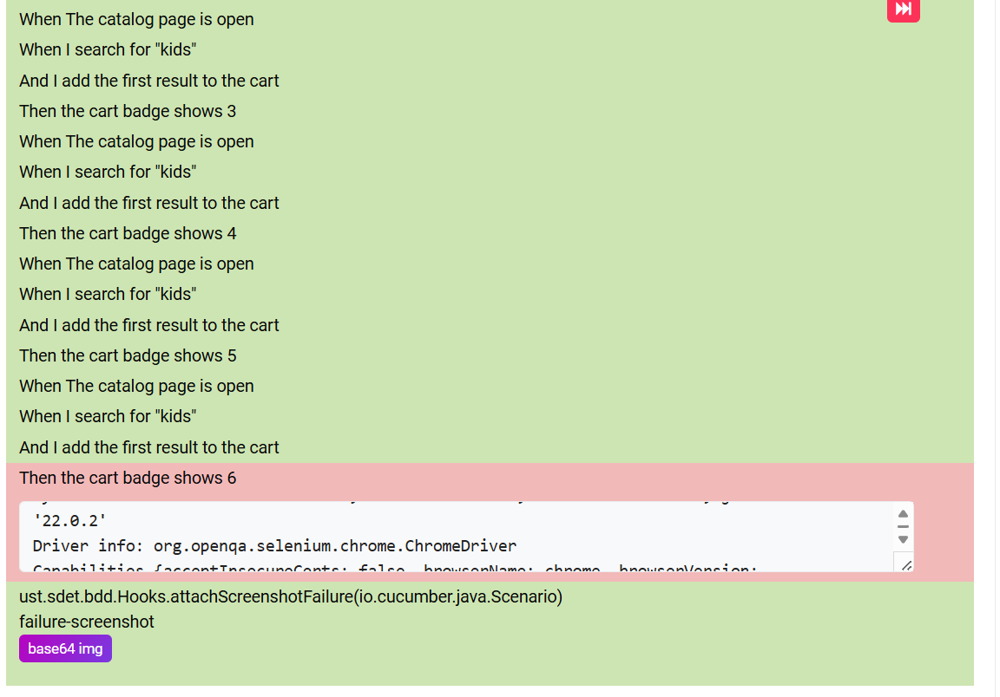 When The catalog page is open
When I search for "kids"
And I add the first result to the cart
Then the cart badge shows 3
When The catalog page is open
When I search for "kids"
And I add the first result to the cart
Then the cart badge shows 4
When The catalog page is open
When I search for "kids"
And I add the first result to the cart
Then the cart badge shows 5
When The catalog page is open
When I search for "kids"
And I add the first result to the cart
Then the cart badge shows 6
'22.0.2'
Driver info: org.openqa.selenium.chrome.ChromeDriver
Capabilities {acceptInsecureCerts: false, browserName: chrome, browserVersion:
ust.sdet.bdd.Hooks.attachScreenshotFailure(io.cucumber.java.Scenario)
failure-screenshot
base64 img